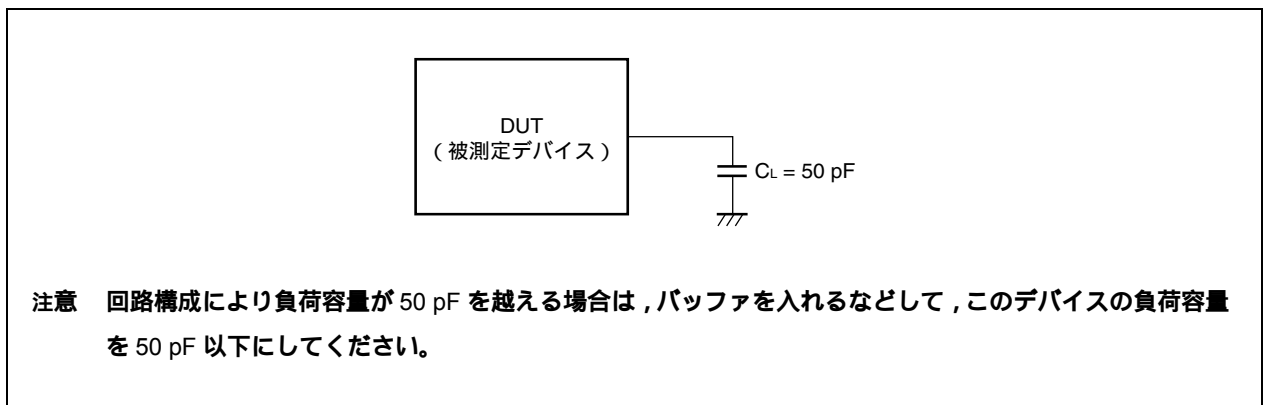 DUT
（被測定デバイス）
CL = 50 pF
注意　回路構成により負荷容量が 50 pF を越える場合は，バッファを入れるなどして，このデバイスの負荷容量
を 50 pF 以下にしてください。